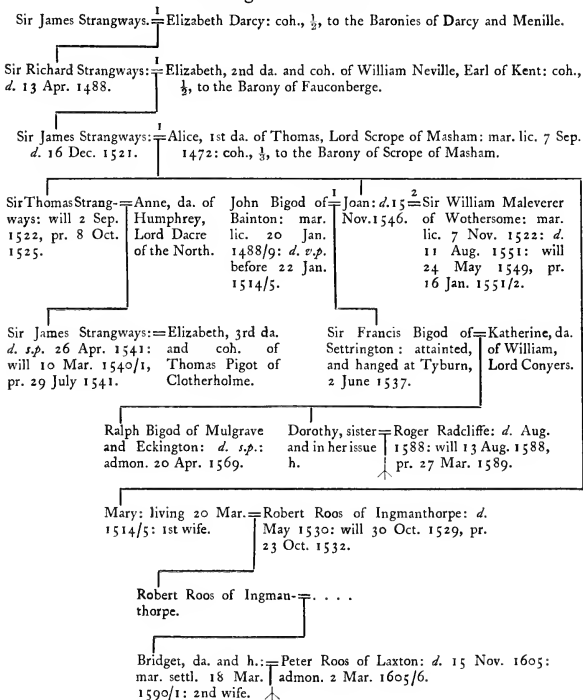 I
Sir James Strangways.=Elizabeth Darcy: coh., ½, to the Baronies of Darcy and Menille.
I
Sir Richard Strangways:=Elizabeth, 2nd da. and coh. of William Neville, Earl of Kent: coh.,
d. 13 Apr. 1488.
½, to the Barony of Fauconberge.
I
Sir James Strangways:=Alice, 1st da. of Thomas, Lord Scrope of Masham: mar. lic. 7 Sep.
d. 16 Dec. 1521.
1472: coh., ⅓, to the Barony of Scrope of Masham.
Sir Thomas Strang-
ways: will 2 Sep.
1522, pr. 8 Oct.
1525.
=Anne, da. of
Humphrey,
Lord Dacre
of the North.
John Bigod of
Bainton: mar.
lic. 20 Jan.
1488/9: d. v.p.
before 22 Jan.
1514/5.
1
=Joan: d. 15
Nov. 1546.
2
=Sir William Maleverer
of Wothersome: mar.
lic. 7 Nov. 1522: d.
11 Aug. 1551: will
24 May 1549, pr.
16 Jan. 1551/2.
Sir James Strangways:
d. s.p. 26 Apr. 1541:
will 10 Mar. 1540/1,
pr. 29 July 1541.
=Elizabeth, 3rd da.
and coh. of
Thomas Pigot of
Clotherholme.
Sir Francis Bigod of
Settrington: attainted,
and hanged at Tyburn,
2 June 1537.
=Katherine, da.
of William,
Lord Conyers.
Ralph Bigod of Mulgrave
and Eckington: d. s.p.:
admon. 20 Apr. 1569.
Dorothy, sister
and in her issue
h.
=Roger Radcliffe: d. Aug.
1588: will 13 Aug. 1588,
pr. 27 Mar. 1589.
Mary: living 20 Mar.
1514/5: 1st wife.
=Robert Roos of Ingmanthorpe: d.
May 1530: will 30 Oct. 1529, pr.
23 Oct. 1532.
Robert Roos of Ingman-
thorpe.
=. . . .
Bridget, da. and h.:
mar. settl. 18 Mar.
1590/1: 2nd wife.
=Peter Roos of Laxton: d. 15 Nov. 1605:
admon. 2 Mar. 1605/6.